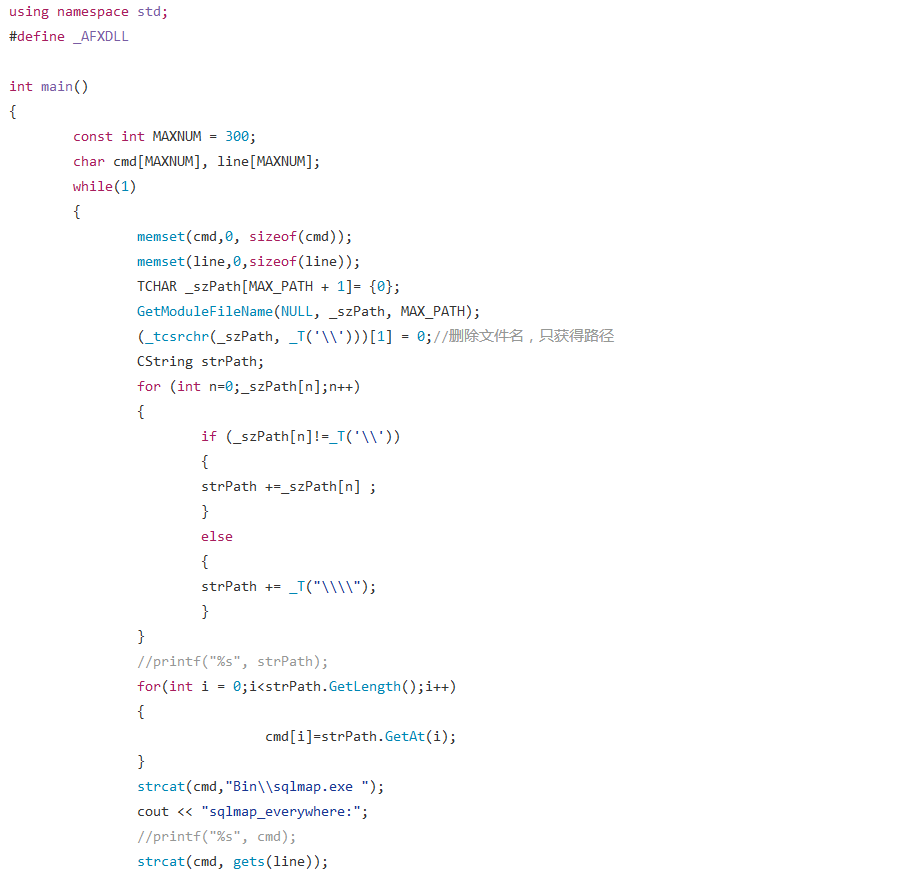 using namespace std;
#define _AFXDLL
int main()
{
const int MAXNUM = 300;
char cmd[MAXNUM], line[MAXNUM];
while(1)
{
memset(cmd,0, sizeof(cmd));
memset(line,0,sizeof(line));
TCHAR _szPath[MAX_PATH + 1]= {0};
GetModuleFileName(NULL, _szPath, MAX_PATH);
(_tcsrchr(_szPath, _T('\\')))[1] = 0;//删除文件名，只获得路径
CString strPath;
for (int n=0;_szPath[n];n++)
{
if (_szPath[n]!=_T('\\'))
{
strPath +=_szPath[n] ;
}
else
{
strPath += _T("\\\\");
}
}
//printf("%s", strPath);
for(int i = 0;i<strPath.GetLength();i++)
{
cmd[i]=strPath.GetAt(i);
}
strcat(cmd,"Bin\\sqlmap.exe ");
cout << "sqlmap_everywhere:";
//printf("%s", cmd);
strcat(cmd, gets(line));